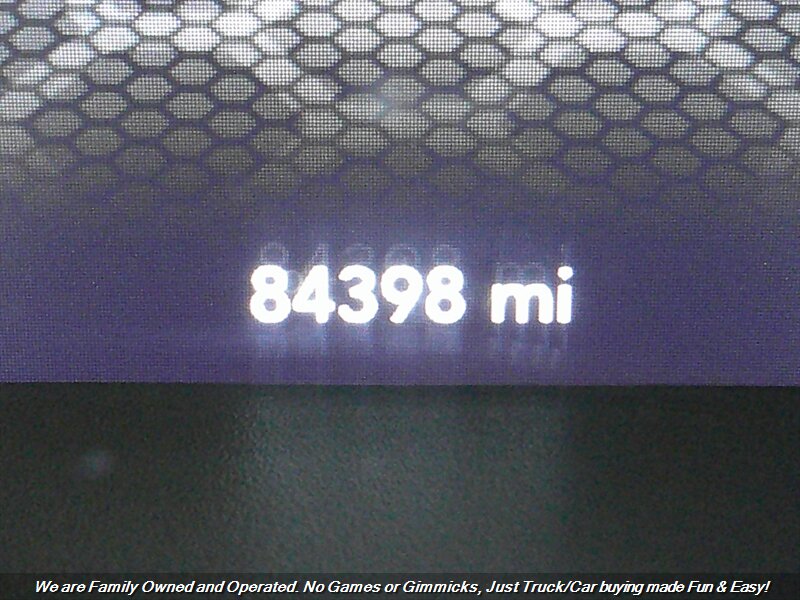 84398 mi
We are Family Owned and Operated. No Games or Gimmicks, Just Truck/Car buying made Fun & Easy!